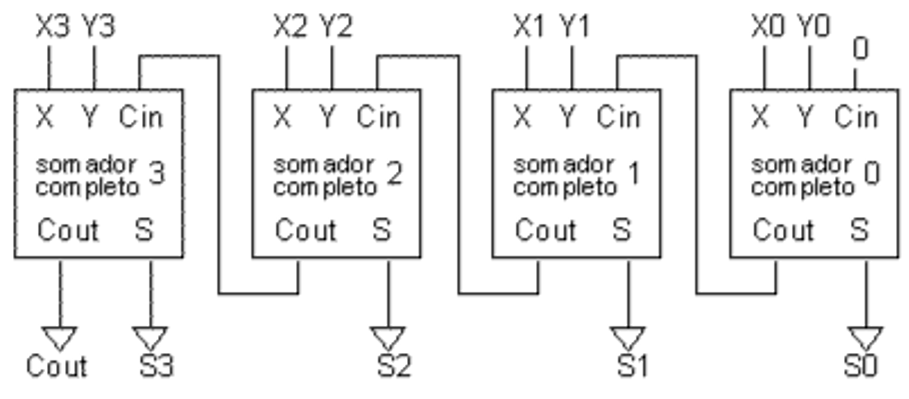 X3 Y3 X2 Y2 X1 Y1 X0 Y0 0
X Y Cin X Y Cin X Y Cin X Y Cin
somador completo 3 somador completo 2 somador completo 1 somador completo 0
Cout S Cout S Cout S Cout S
Cout S3 S2 S1 S0